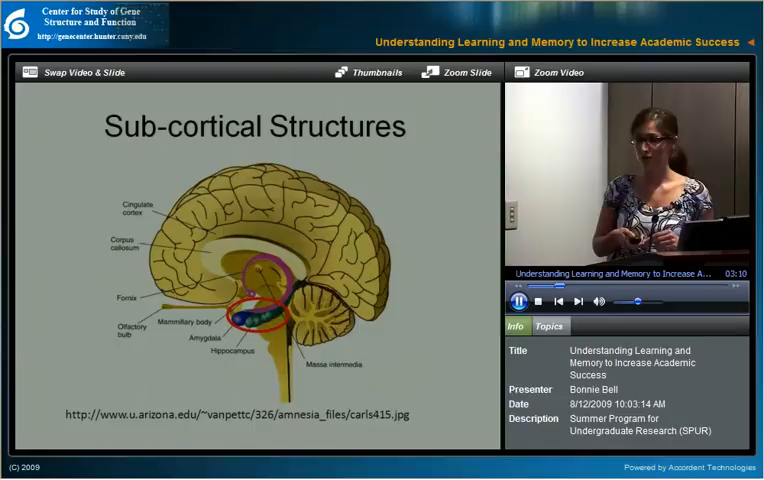 Center for Study of Gene
Structure and Function
http://genecenter.hunter.cuny.edu
Understanding Learning and Memory to Increase Academic Success
Swap Video & Slide
Thumbnails
Zoom Slide
Zoom Video
Sub-cortical Structures
Cingulate
cortex
Corpus
callosum
Fornix
Olfactory
bulb
Mammillary body
Amygdala
Hippocampus
Massa intermedia
http://www.u.arizona.edu/~vanpettc/326/amnesia_files/carls415.jpg
Understanding Learning and Memory to Increase A...
03:10
Info
Topics
Title
Understanding Learning and
Memory to Increase Academic
Success
Presenter
Bonnie Bell
Date
8/12/2009 10:03:14 AM
Description
Summer Program for
Undergraduate Research (SPUR)
(C) 2009
Powered by Accordent Technologies